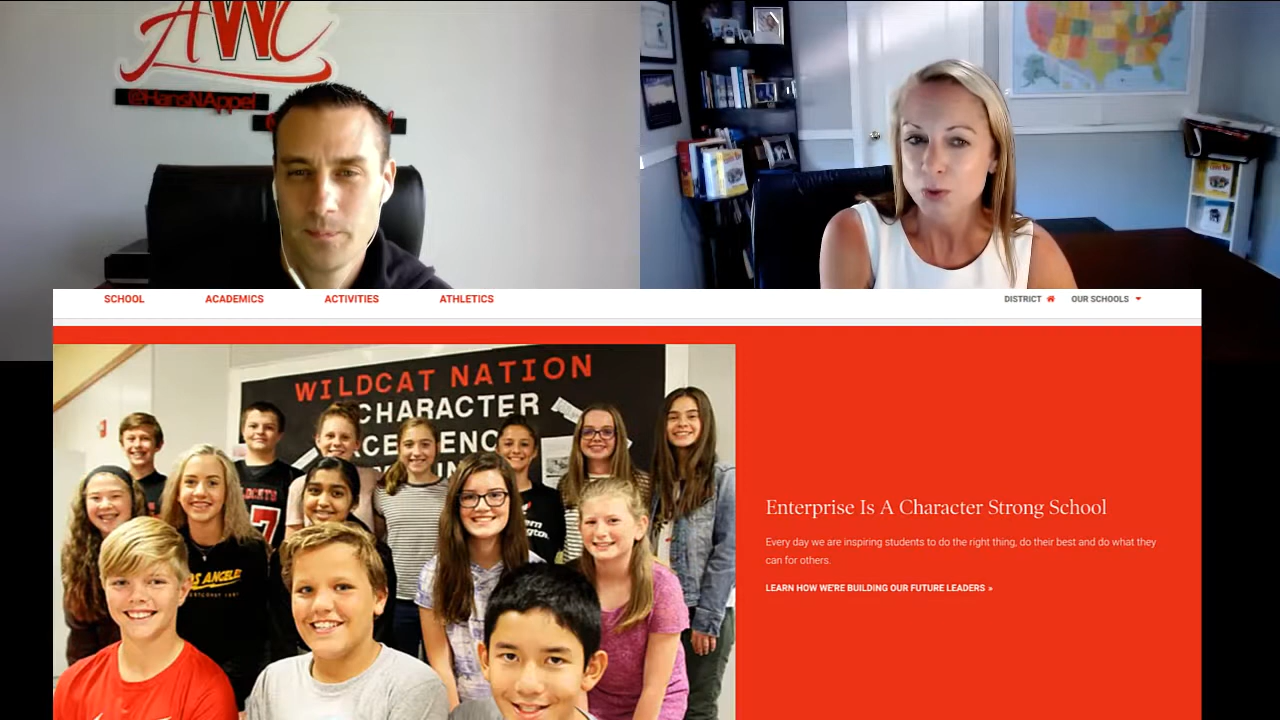 AWC
@HansNAppel
SCHOOL ACADEMICS ACTIVITIES ATHLETICS DISTRICT OUR SCHOOLS
WILDCAT NATION
CHARACTER
Enterprise Is A Character Strong School
Every day we are inspiring students to do the right thing, do their best and do what they
can for others.
LEARN HOW WE'RE BUILDING OUR FUTURE LEADERS »